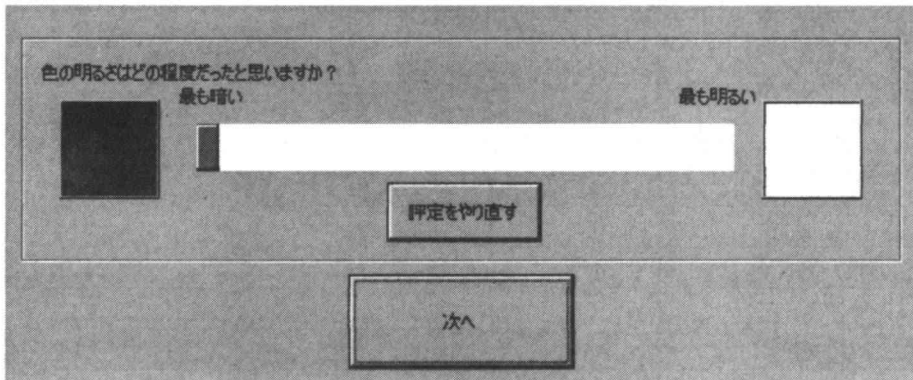 色の明るさはどの程度だったと思いますか？
最も暗い
最も明るい
評定をやり直す
次へ